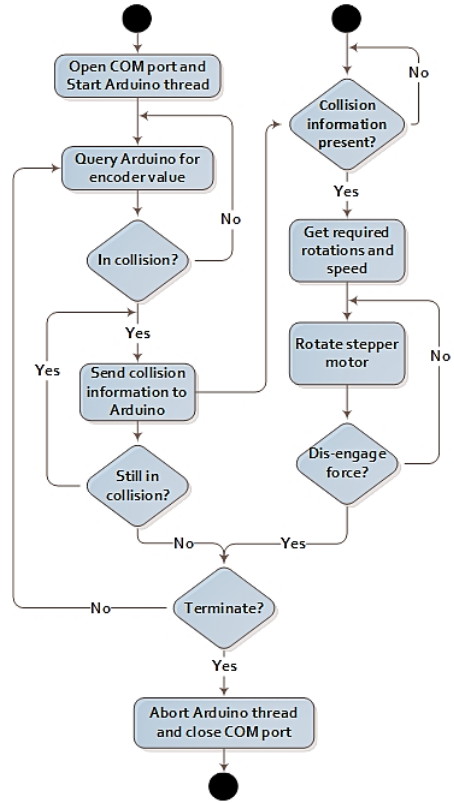 Open COM port and
Start Arduino thread
Query Arduino for
encoder value
No
In collision?
Yes
Yes
Send collision
information to
Arduino
Still in
collision?
No
No
Collision
information
present?
Yes
Get required
rotations and
speed
Rotate stepper
motor
No
Dis-engage
force?
Yes
Terminate?
No
Yes
Abort Arduino thread
and close COM port